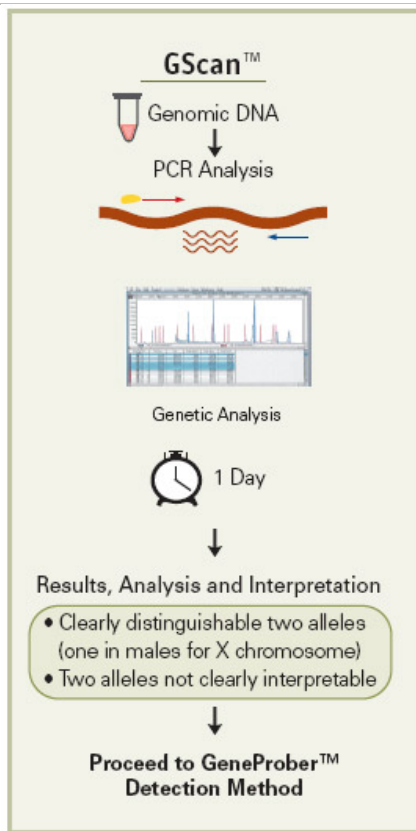 GScan™
Genomic DNA
PCR Analysis
Genetic Analysis
1 Day
Results, Analysis and Interpretation
• Clearly distinguishable two alleles
(one in males for X chromosome)
• Two alleles not clearly interpretable
Proceed to GeneProber™
Detection Method